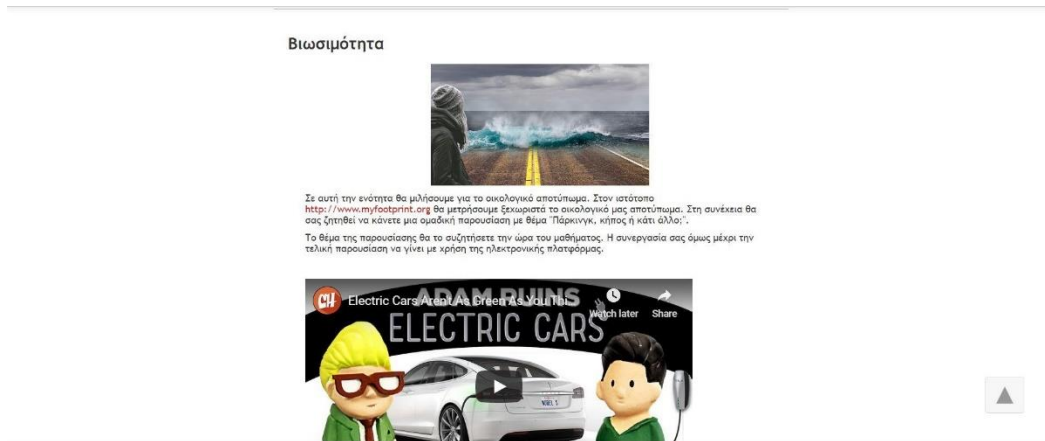 Βιωσιμότητα
Σε αυτή την ενότητα θα μιλήσουμε για το οικολογικό αποτύπωμα. Στον ιστότοπο
http://www.myfootprint.org θα μετρήσουμε ξεχωριστά το οικολογικό μας αποτύπωμα. Στη συνέχεια θα
σας ζητηθεί να κάνετε μια ομαδική παρουσίαση με θέμα "Πάρκινγκ, κήπος ή κάτι άλλο;".
Το θέμα της παρουσίασης θα το συζητήσετε την ώρα του μαθήματος. Η συνεργασία σας όμως μέχρι την
τελική παρουσίαση να γίνει με χρήση της ηλεκτρονικής πλατφόρμας.
CH Electric Cars Aren't As Green As You Thi...
Watch later Share
ADAM RUINS
ELECTRIC CARS
MODEL S